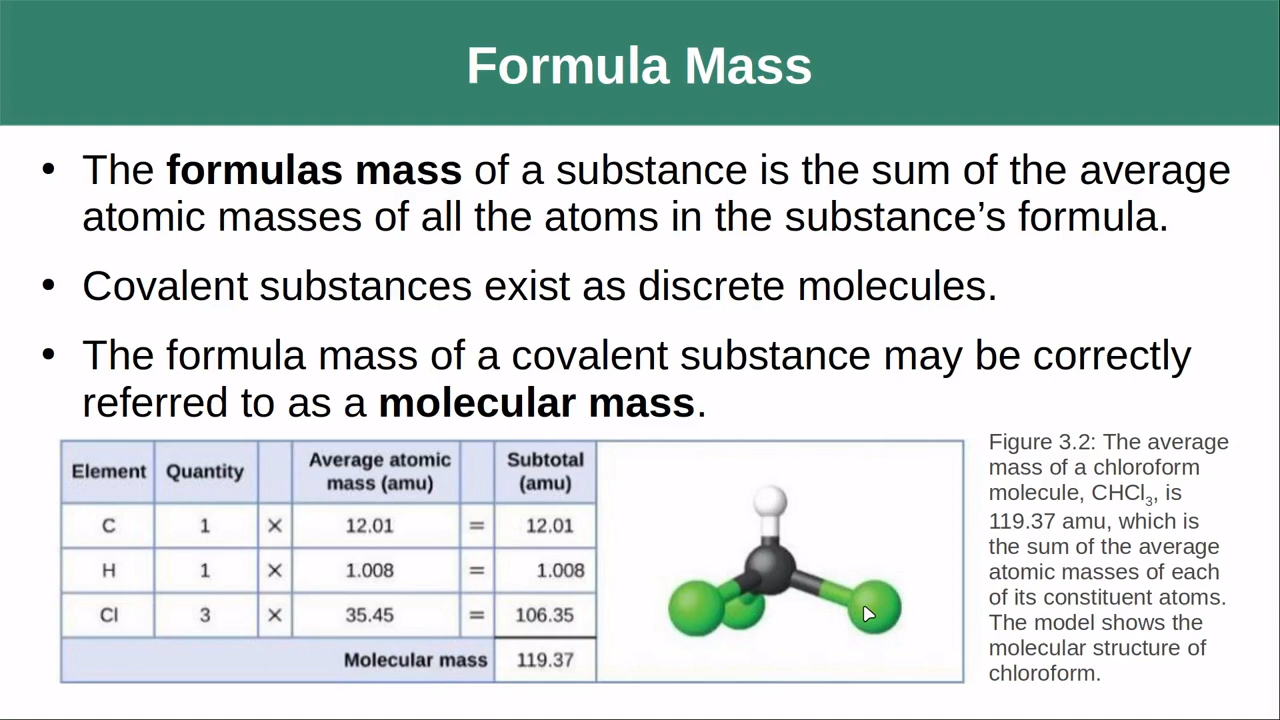 Formula Mass
• The formulas mass of a substance is the sum of the average
atomic masses of all the atoms in the substance’s formula.
• Covalent substances exist as discrete molecules.
• The formula mass of a covalent substance may be correctly
referred to as a molecular mass.
Element Quantity Average atomic mass (amu) Subtotal (amu)
C 1 × 12.01 = 12.01
H 1 × 1.008 = 1.008
Cl 3 × 35.45 = 106.35
Molecular mass 119.37
Figure 3.2: The average
mass of a chloroform
molecule, CHCl₃, is
119.37 amu, which is
the sum of the average
atomic masses of each
of its constituent atoms.
The model shows the
molecular structure of
chloroform.